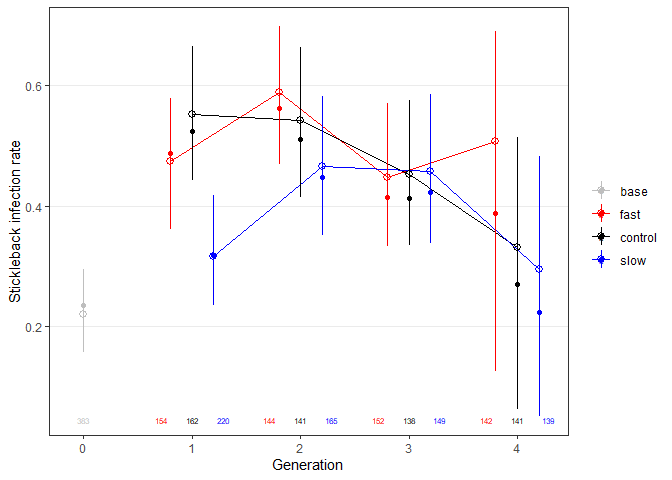 0.6
0.4
0.2
Stickleback infection rate
383 154 162 220 144 141 165 152 138 149 142 141 139
0 1 2 3 4
Generation
base
fast
control
slow